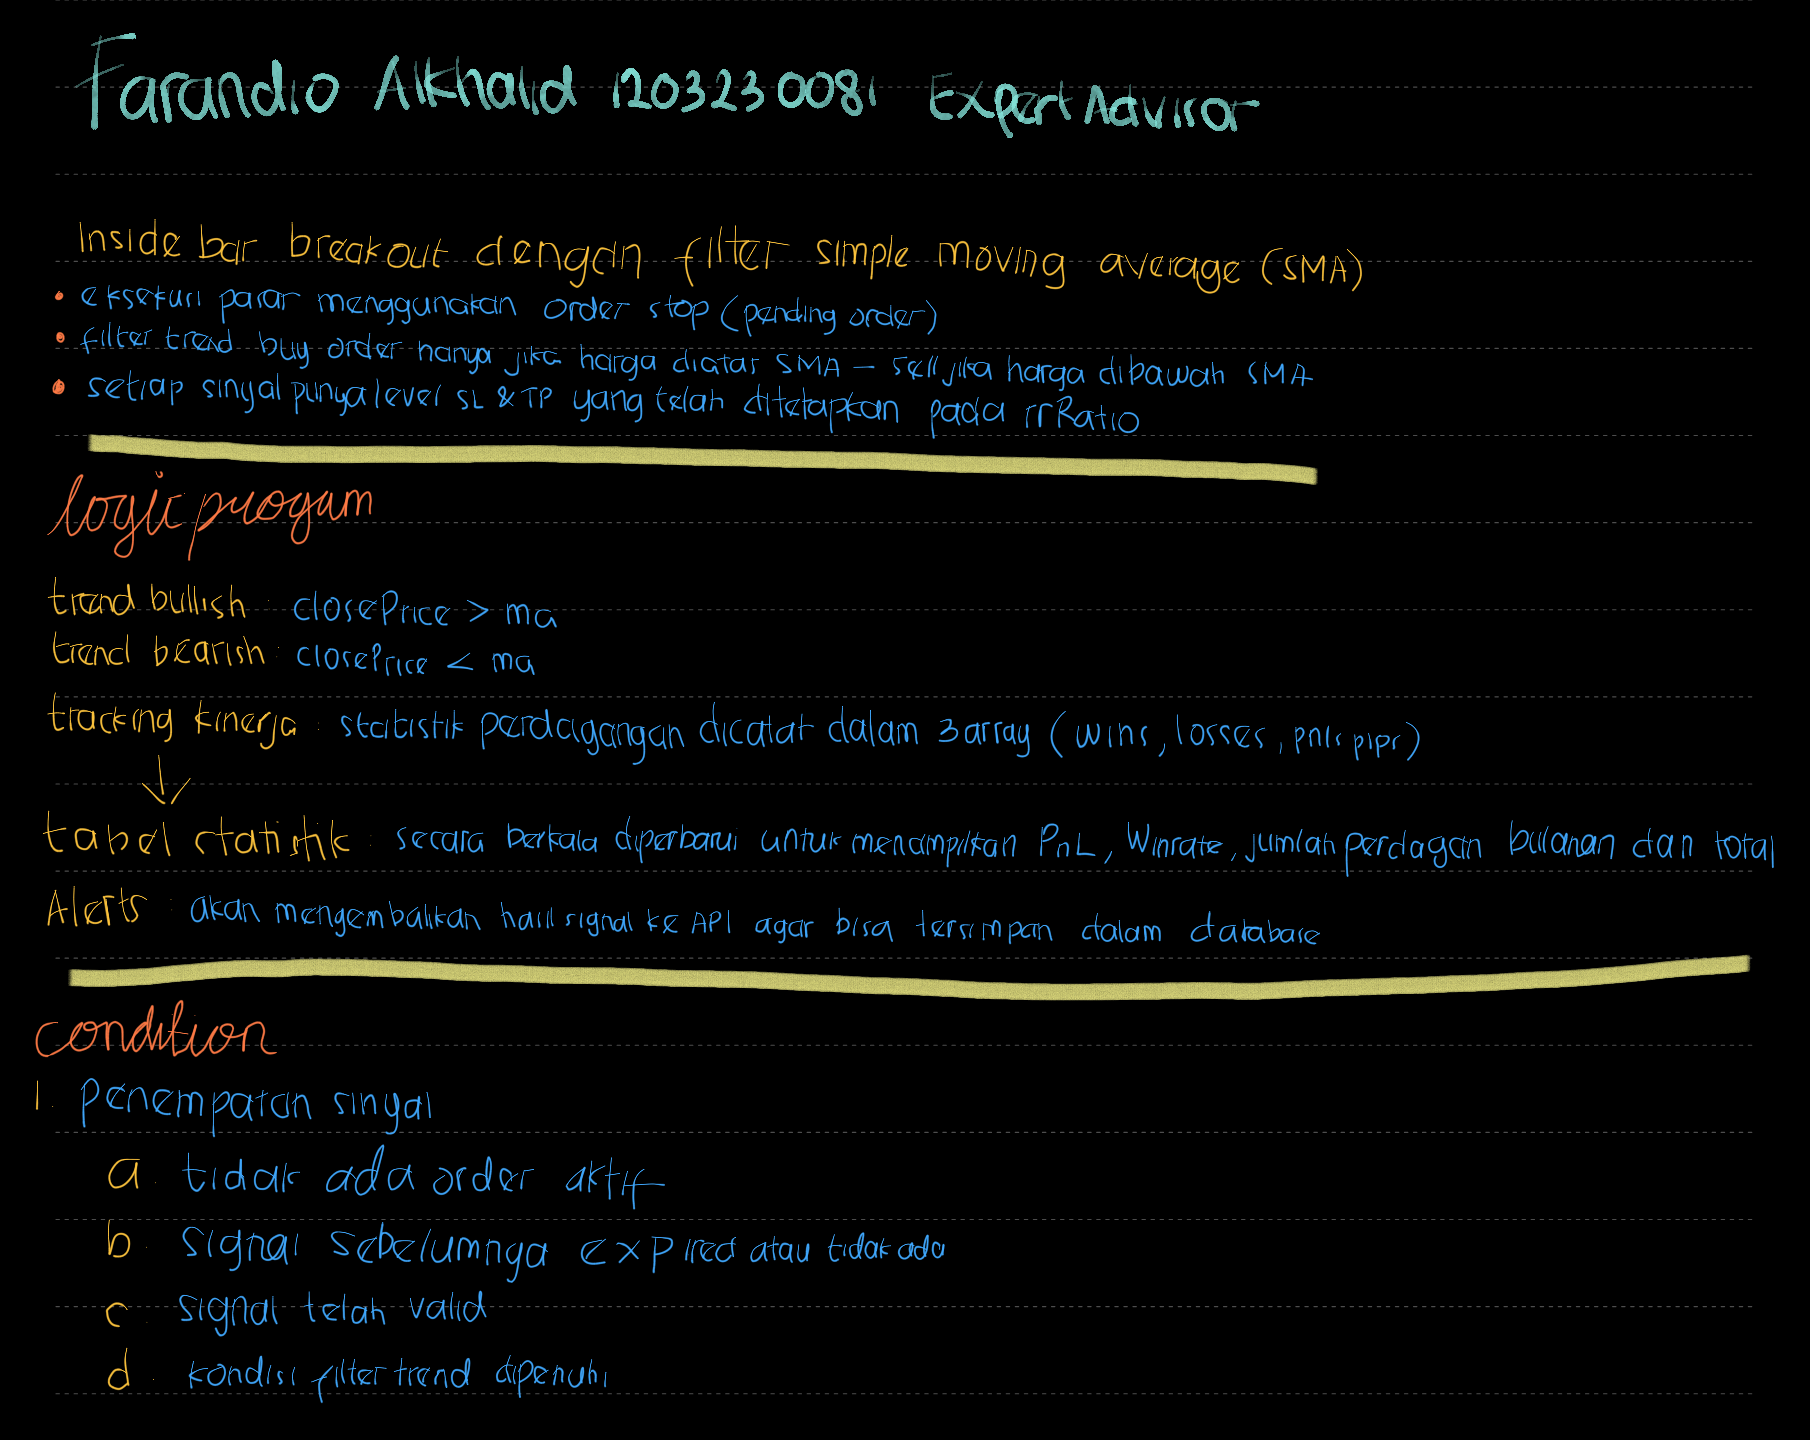 Farandio Alkhalid 1203230081 Expert Advisor
Inside bar breakout dengan filter simple moving average (SMA)
• eksekusi pasar menggunakan order stop (pending order)
• filter trend buy order hanya jika harga diatas SMA – sell jika harga dibawah SMA
• setiap sinyal punya level SL & TP yang telah ditetapkan pada rrRatio
logic progam
trend bullish : closePrice > ma
trend bearish : closePrice < ma
tracking kinerja : statistik perdagangan dicatat dalam 3 array (wins, losses, pnls pips)
↓
tabel statistik : secara berkala diperbarui untuk menampilkan PnL, Winrate, jumlah perdagan bulanan dan total
Alerts : akan mengembalikan hasil signal ke API agar bisa tersimpan dalam database
condition
1. penempatan sinyal
a. tidak ada order aktif
b. signal sebelumnya expired atau tidak ada
c. signal telah valid
d. kondisi filter trend dipenuhi